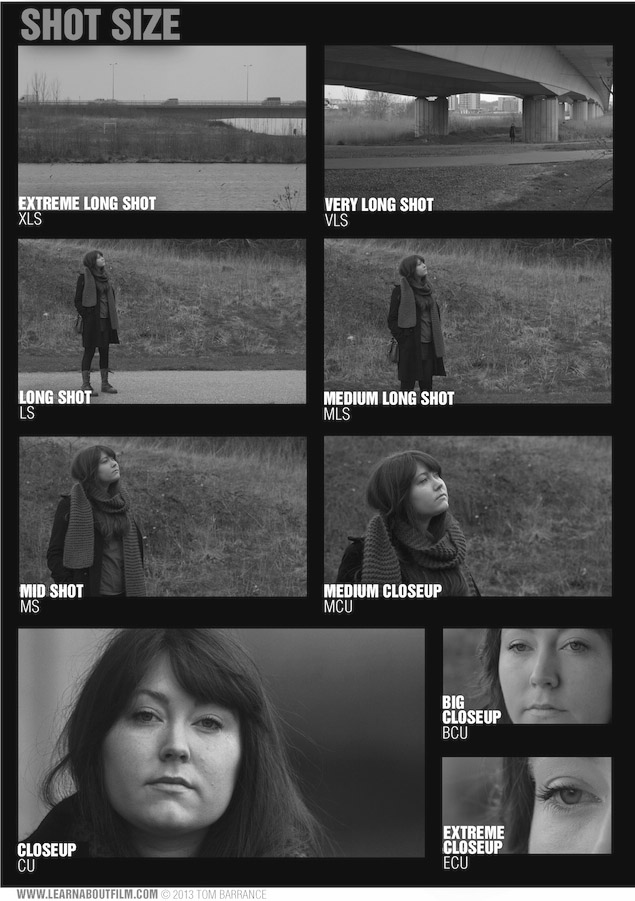 SHOT SIZE
EXTREME LONG SHOT
XLS
VERY LONG SHOT
VLS
LONG SHOT
LS
MEDIUM LONG SHOT
MLS
MID SHOT
MS
MEDIUM CLOSEUP
MCU
CLOSEUP
CU
BIG
CLOSEUP
BCU
EXTREME
CLOSEUP
ECU
WWW.LEARNABOUTFILM.COM © 2013 TOM BARRANCE